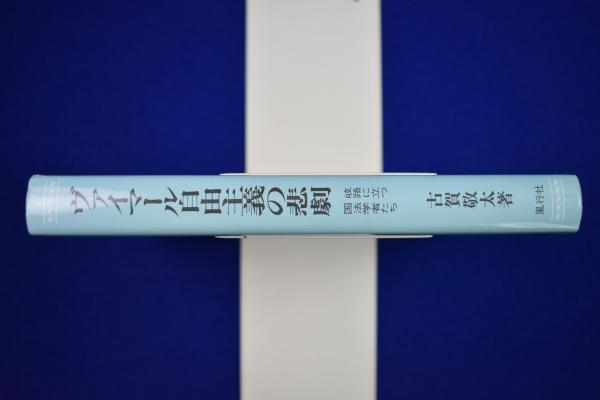 ヴァイマール自由主義の悲劇
岐路に立つ
国法学者たち
古賀敬太著
風行社